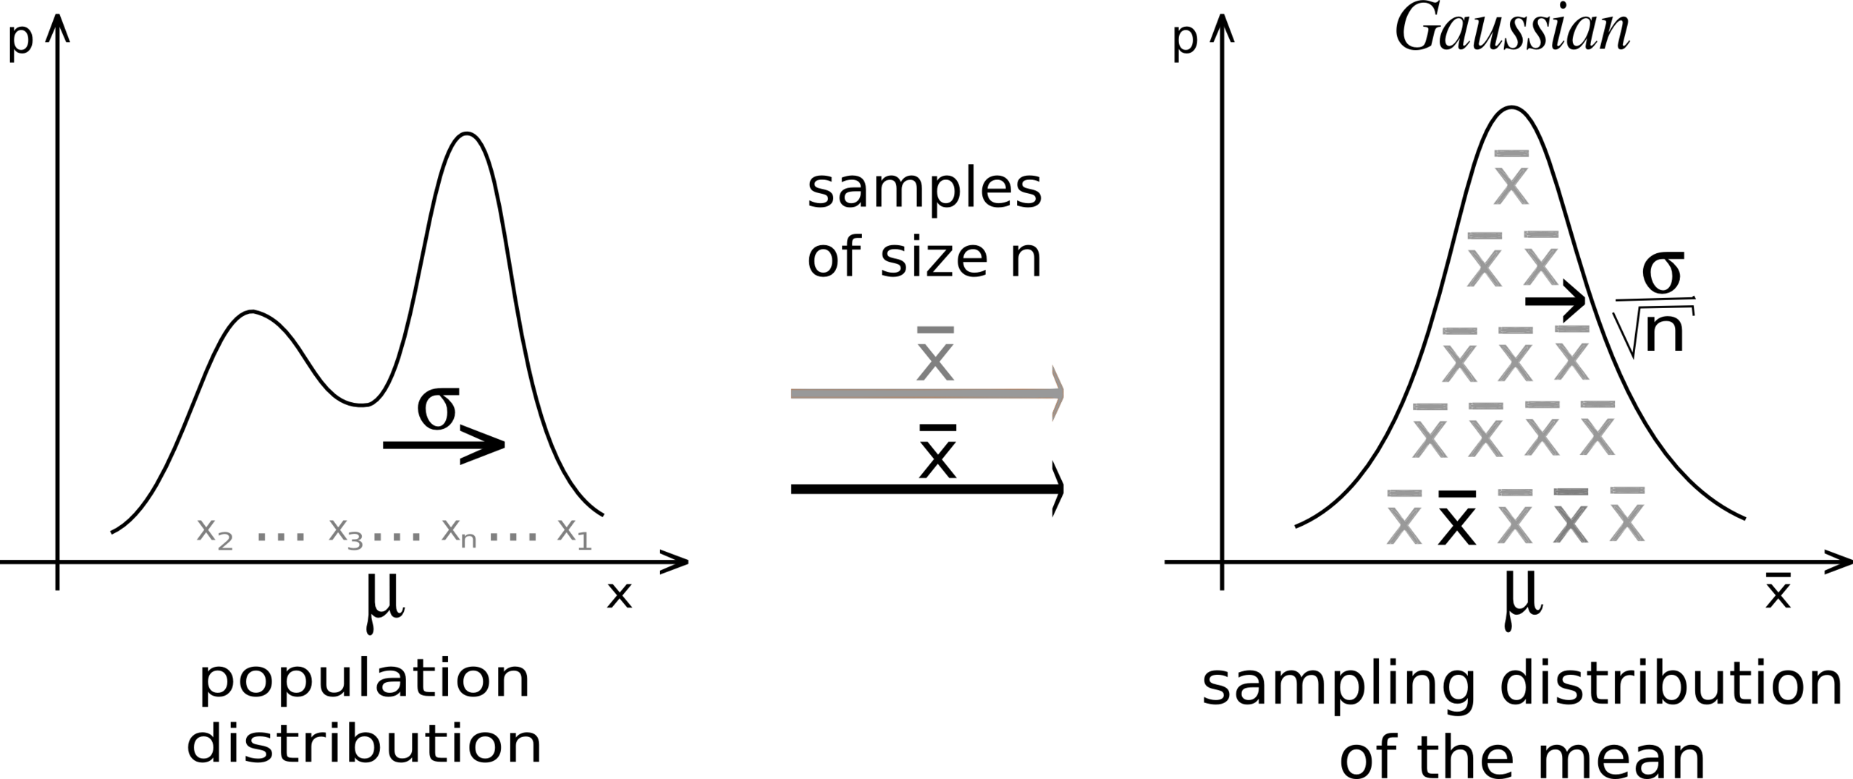 p
σ
x₂ ... x₃ ... xₙ ... x₁
μ
x
population
distribution
samples
of size n
x̅
x̅
Gaussian
p
x̅
x̅ x̅
σ
√n
x̅ x̅ x̅
x̅ x̅ x̅ x̅
x̅ x̅ x̅ x̅ x̅
μ
x̅
sampling distribution
of the mean